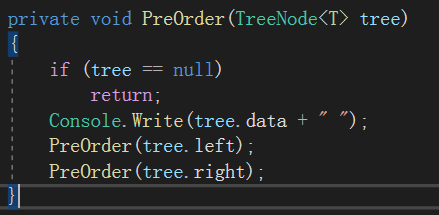 private void PreOrder(TreeNode<T> tree)
{
    if (tree == null)
        return;
    Console.Write(tree.data + " ");
    PreOrder(tree.left);
    PreOrder(tree.right);
}